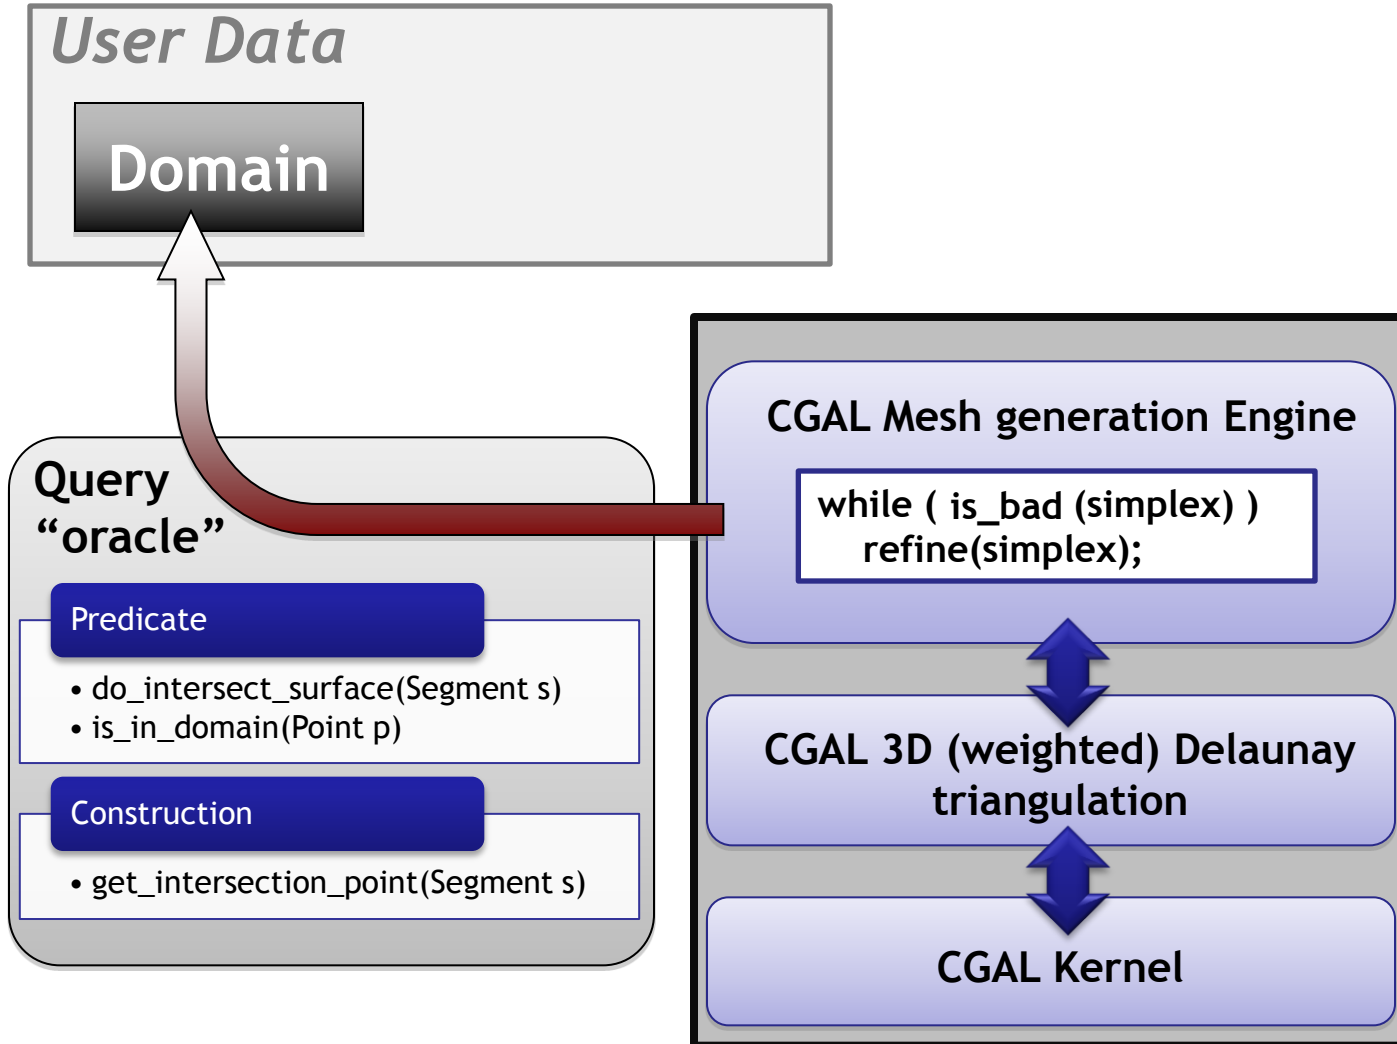 User Data
Domain
Query
“oracle”
Predicate
• do_intersect_surface(Segment s)
• is_in_domain(Point p)
Construction
• get_intersection_point(Segment s)
CGAL Mesh generation Engine
while ( is_bad (simplex) )
refine(simplex);
CGAL 3D (weighted) Delaunay
triangulation
CGAL Kernel